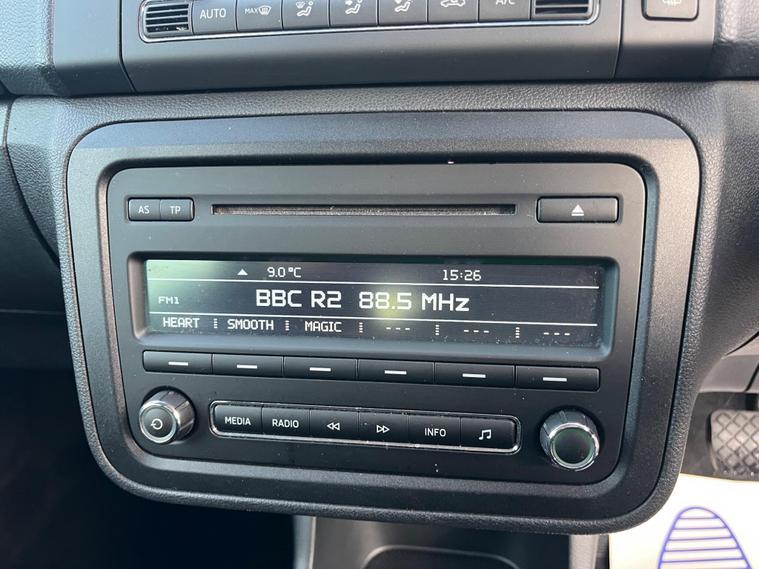 AUTO MAX A/C
AS TP
9.0 °C 15:26
FM1 BBC R2 88.5 MHz
HEART SMOOTH MAGIC --- --- ---
MEDIA RADIO INFO